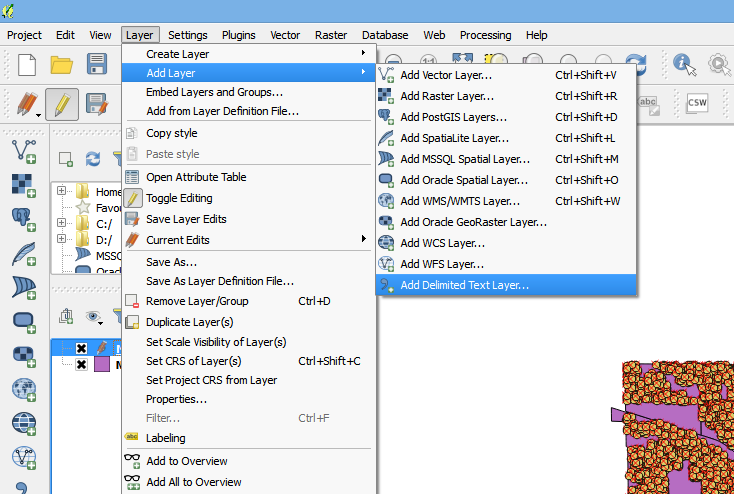 Project Edit View Layer Settings Plugins Vector Raster Database Web Processing Help
Create Layer
Add Layer
Embed Layers and Groups...
Add from Layer Definition File...
Copy style
Paste style
Open Attribute Table
Toggle Editing
Save Layer Edits
Current Edits
Save As...
Save As Layer Definition File...
Remove Layer/Group Ctrl+D
Duplicate Layer(s)
Set Scale Visibility of Layer(s)
Set CRS of Layer(s) Ctrl+Shift+C
Set Project CRS from Layer
Properties...
Filter... Ctrl+F
Labeling
Add to Overview
Add All to Overview
Add Vector Layer... Ctrl+Shift+V
Add Raster Layer... Ctrl+Shift+R
Add PostGIS Layers... Ctrl+Shift+D
Add SpatiaLite Layer... Ctrl+Shift+L
Add MSSQL Spatial Layer... Ctrl+Shift+M
Add Oracle Spatial Layer... Ctrl+Shift+O
Add WMS/WMTS Layer... Ctrl+Shift+W
Add Oracle GeoRaster Layer...
Add WCS Layer...
Add WFS Layer...
Add Delimited Text Layer...
abc
CSW
Home
Favou
C:/
D:/
MSSQ
abc